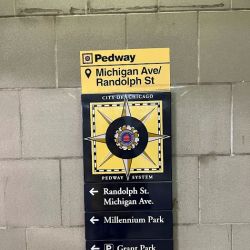 Pedway
Michigan Ave/
Randolph St
CITY OF CHICAGO
PEDWAY SYSTEM
← Randolph St.
Michigan Ave.
← Millennium Park
← P Grant Park